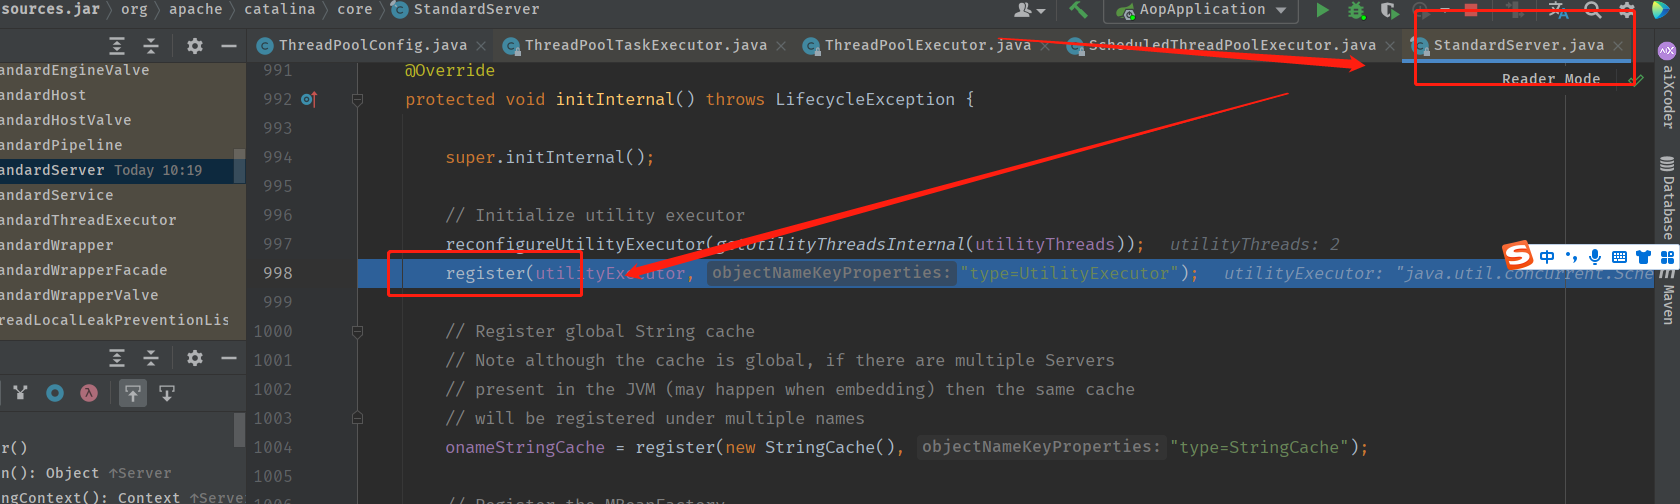 sources.jar > org > apache > catalina > core > StandardServer
AopApplication
ThreadPoolConfig.java
ThreadPoolTaskExecutor.java
ThreadPoolExecutor.java
ScheduledThreadPoolExecutor.java
StandardServer.java
Reader Mode
andardEngineValve
andardHost
andardHostValve
andardPipeline
andardServer Today 10:19
andardService
andardThreadExecutor
andardWrapper
andardWrapperFacade
andardWrapperValve
readLocalLeakPreventionLis
r()
n(): Object ↑Server
ngContext(): Context ↑Serve
991 @Override
992 protected void initInternal() throws LifecycleException {
993
994 super.initInternal();
995
996 // Initialize utility executor
997 reconfigureUtilityExecutor(getUtilityThreadsInternal(utilityThreads)); utilityThreads: 2
998 register(utilityExecutor, objectNameKeyProperties: "type=UtilityExecutor"); utilityExecutor: "java.util.concurrent.Sche
999
1000 // Register global String cache
1001 // Note although the cache is global, if there are multiple Servers
1002 // present in the JVM (may happen when embedding) then the same cache
1003 // will be registered under multiple names
1004 onameStringCache = register(new StringCache(), objectNameKeyProperties: "type=StringCache");
1005
1006 // Register the MBeanFactory
aiXcoder
Database
Maven
S 中